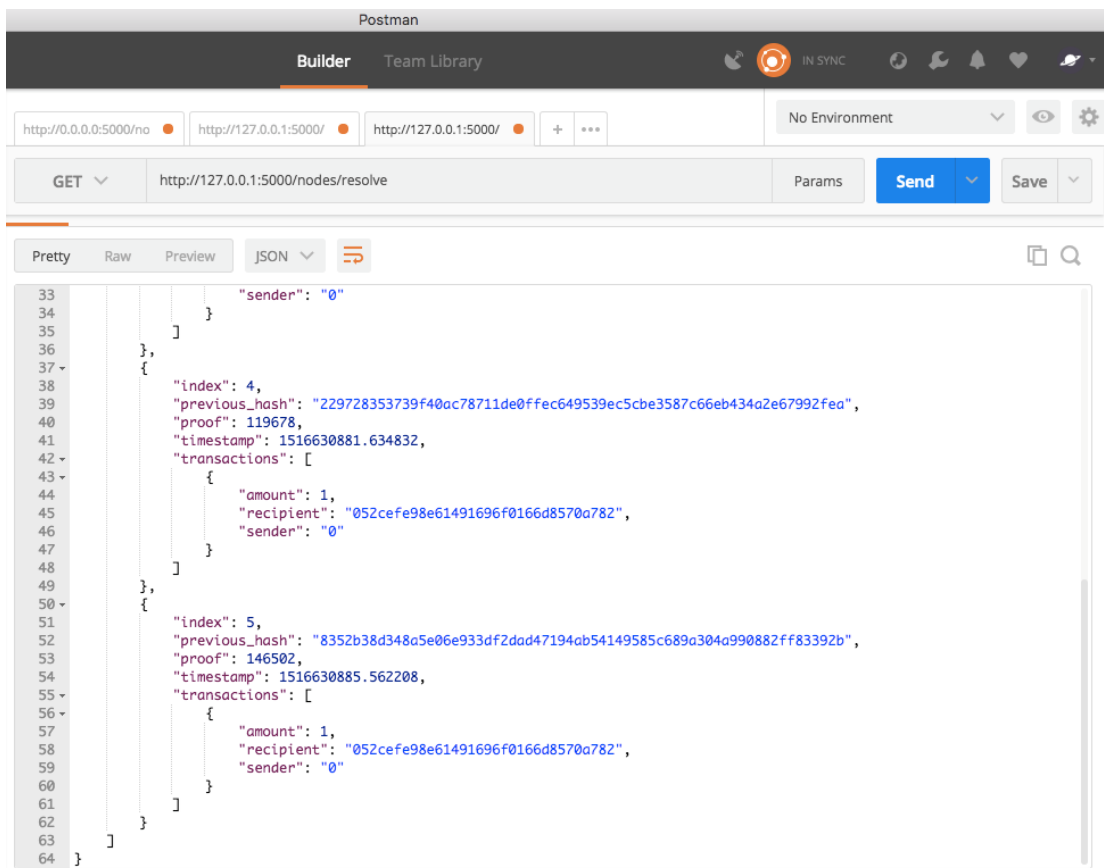 Postman
Builder Team Library IN SYNC
http://0.0.0.0:5000/no http://127.0.0.1:5000/ http://127.0.0.1:5000/ + ••• No Environment
GET http://127.0.0.1:5000/nodes/resolve Params Send Save
Pretty Raw Preview JSON
33 "sender": "0"
34 }
35 ]
36 },
37 {
38 "index": 4,
39 "previous_hash": "229728353739f40ac78711de0ffec649539ec5cbe3587c66eb434a2e67992fea",
40 "proof": 119678,
41 "timestamp": 1516630881.634832,
42 "transactions": [
43 {
44 "amount": 1,
45 "recipient": "052cefe98e61491696f0166d8570a782",
46 "sender": "0"
47 }
48 ]
49 },
50 {
51 "index": 5,
52 "previous_hash": "8352b38d348a5e06e933df2dad47194ab54149585c689a304a990882ff83392b",
53 "proof": 146502,
54 "timestamp": 1516630885.562208,
55 "transactions": [
56 {
57 "amount": 1,
58 "recipient": "052cefe98e61491696f0166d8570a782",
59 "sender": "0"
60 }
61 ]
62 }
63 ]
64 }